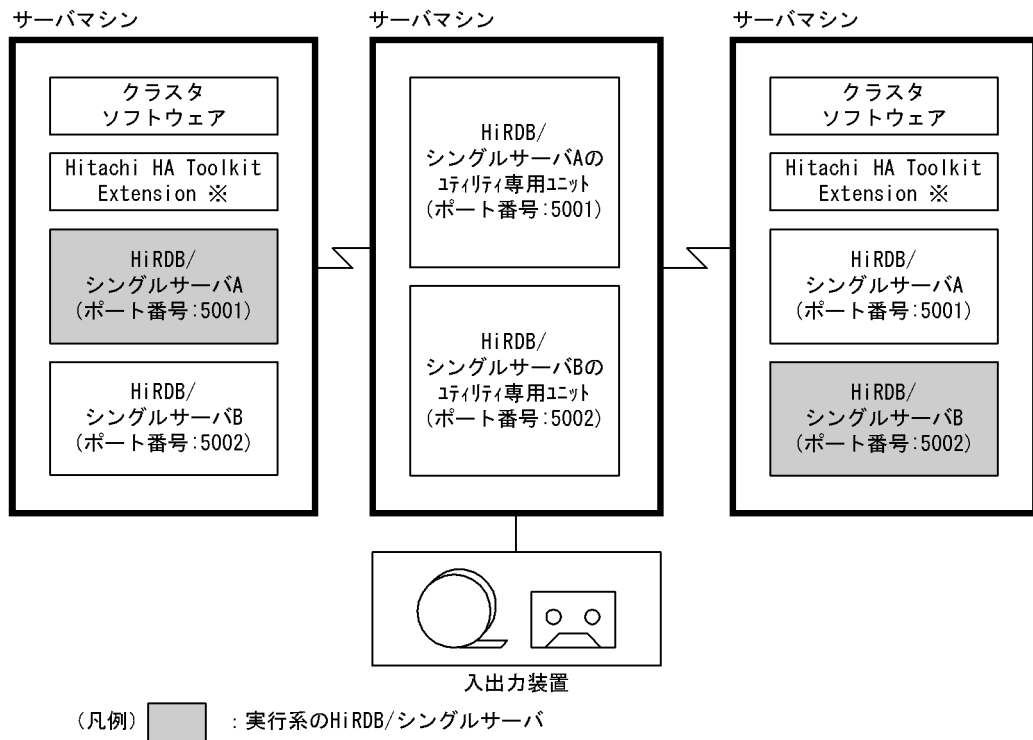 サーバマシン
クラスタ
ソフトウェア
Hitachi HA Toolkit
Extension ※
HiRDB/
シングルサーバA
(ポート番号:5001)
HiRDB/
シングルサーバB
(ポート番号:5002)
サーバマシン
HiRDB/
シングルサーバAの
ユティリティ専用ユニット
(ポート番号:5001)
HiRDB/
シングルサーバBの
ユティリティ専用ユニット
(ポート番号:5002)
サーバマシン
クラスタ
ソフトウェア
Hitachi HA Toolkit
Extension ※
HiRDB/
シングルサーバA
(ポート番号:5001)
HiRDB/
シングルサーバB
(ポート番号:5002)
入出力装置
(凡例) :実行系のHiRDB/シングルサーバ